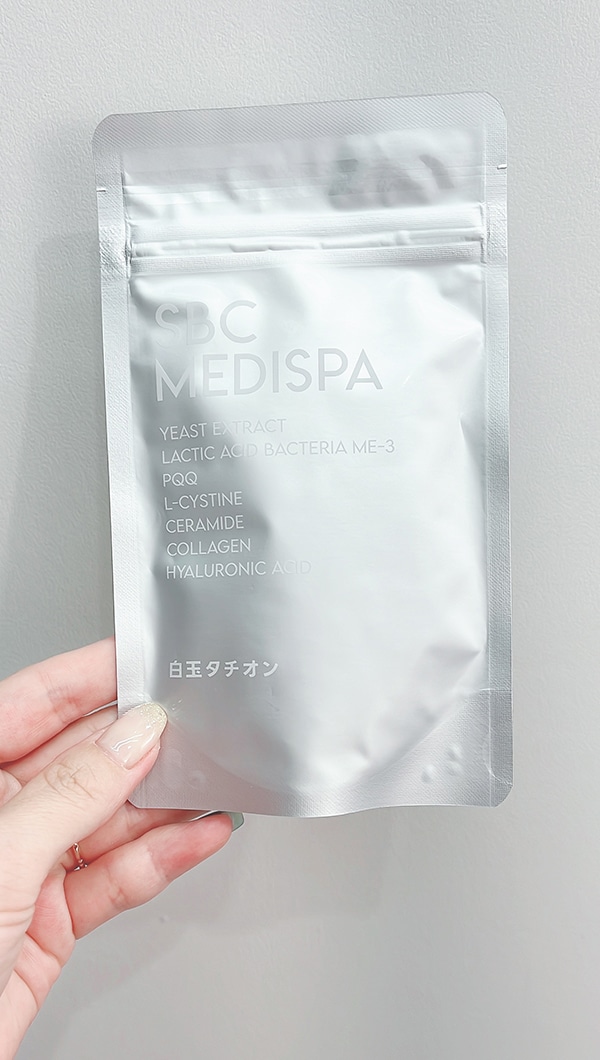 SBC
MEDISPA
YEAST EXTRACT
LACTIC ACID BACTERIA ME-3
PQQ
L-CYSTINE
CERAMIDE
COLLAGEN
HYALURONIC ACID
白玉タチオン